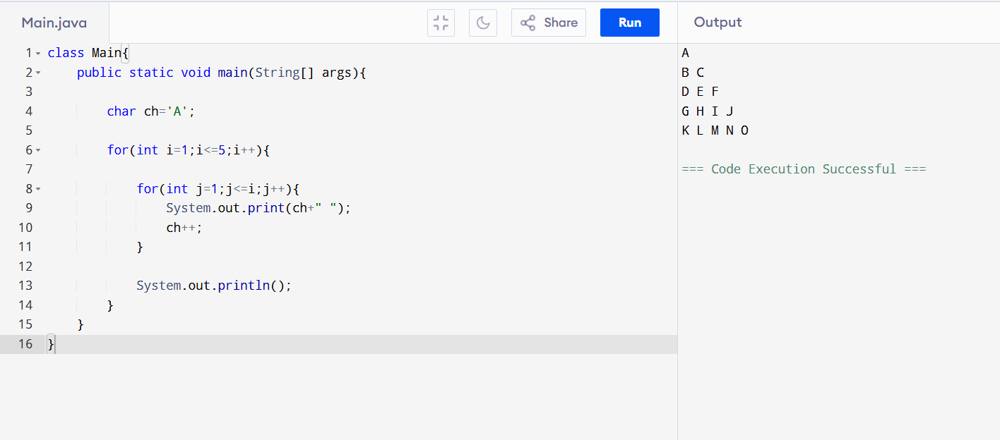 Main.java
Share
Run
Output
1 class Main{
2     public static void main(String[] args){
3
4         char ch='A';
5
6         for(int i=1;i<=5;i++){
7
8             for(int j=1;j<=i;j++){
9                 System.out.print(ch+" ");
10                 ch++;
11             }
12
13             System.out.println();
14         }
15     }
16 }
A
B C
D E F
G H I J
K L M N O
=== Code Execution Successful ===